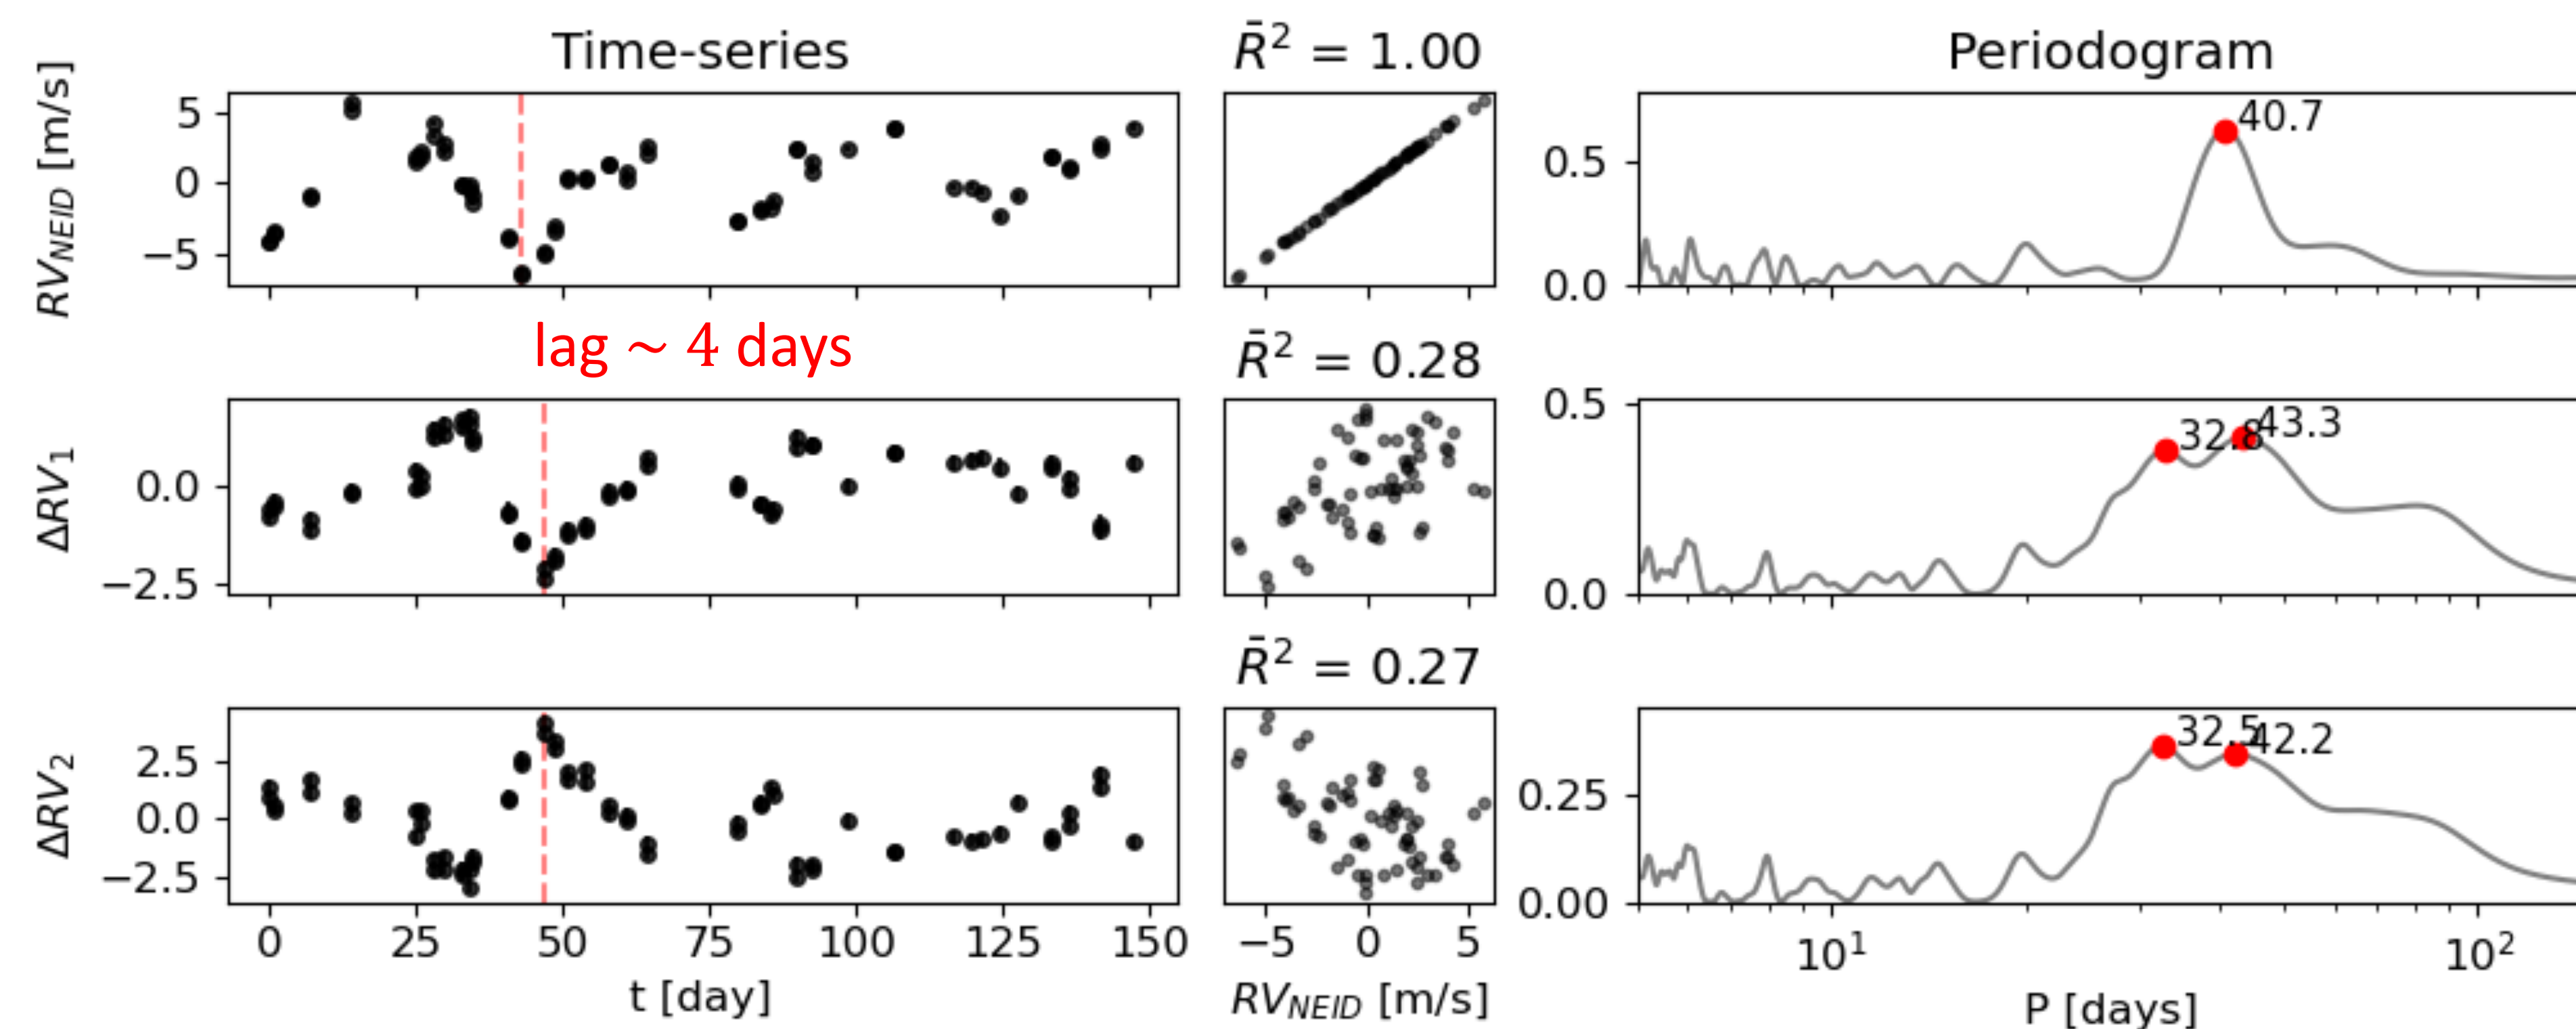 Time-series
R̄² = 1.00
Periodogram
RV_NEID [m/s]
5
0
−5
0.5
0.0
40.7
lag ~ 4 days
R̄² = 0.28
ΔRV₁
0.0
−2.5
0.5
0.0
32.8
43.3
R̄² = 0.27
ΔRV₂
2.5
0.0
−2.5
0.25
0.00
32.5
42.2
0 25 50 75 100 125 150
t [day]
−5 0 5
RV_NEID [m/s]
10¹ 10²
P [days]